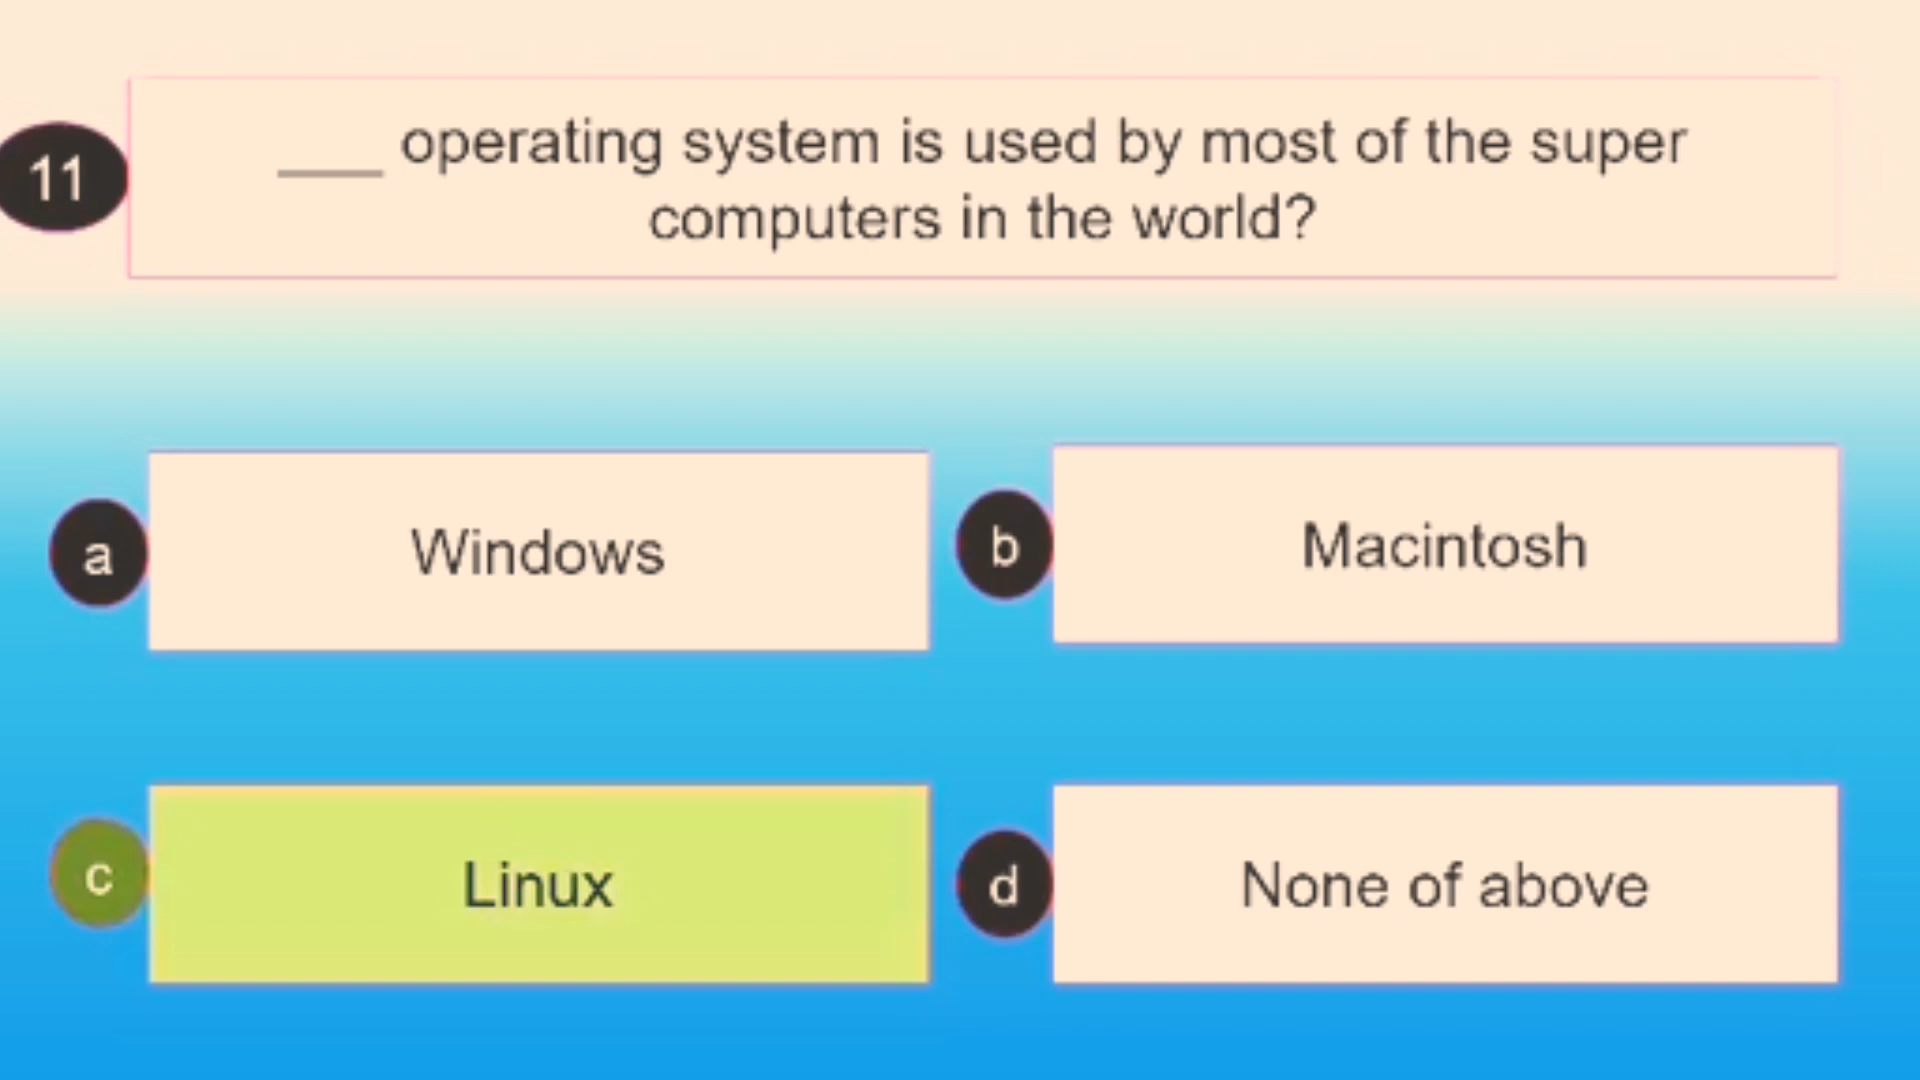 11
____ operating system is used by most of the super
computers in the world?
a Windows
b Macintosh
c Linux
d None of above